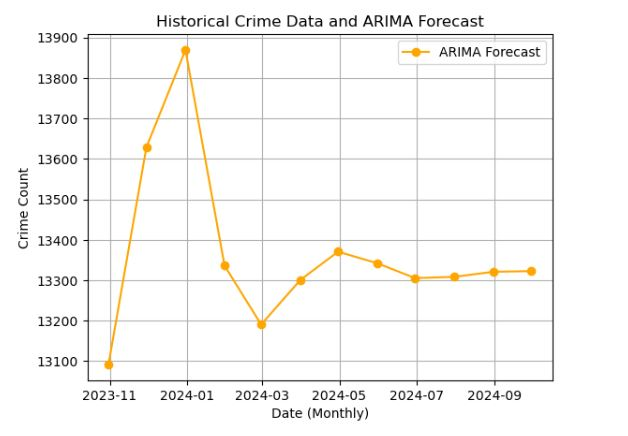 Historical Crime Data and ARIMA Forecast
ARIMA Forecast
13900
13800
13700
13600
13500
13400
13300
13200
13100
Crime Count
2023-11 2024-01 2024-03 2024-05 2024-07 2024-09
Date (Monthly)